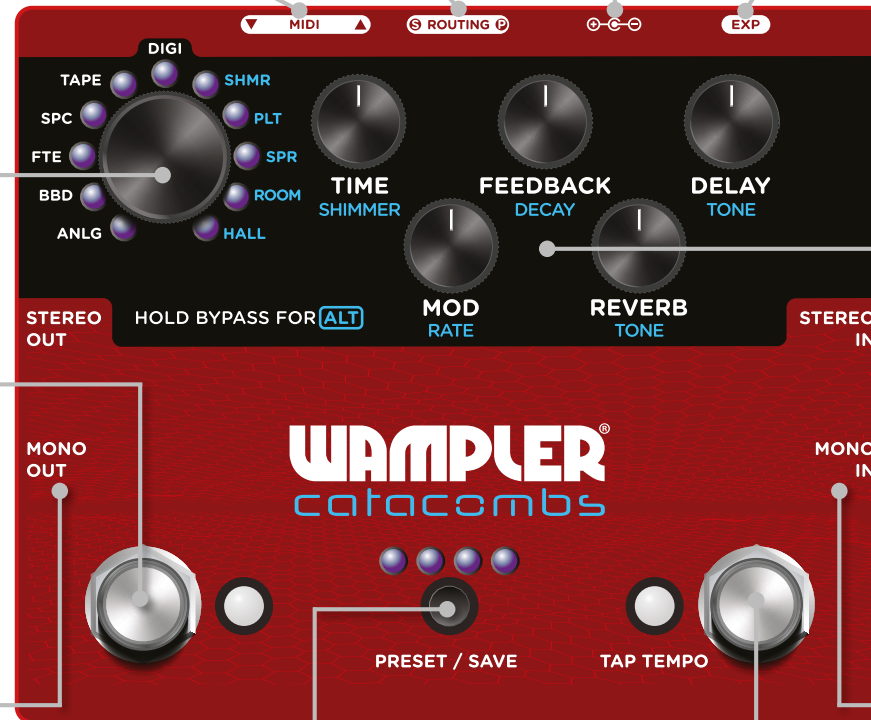 ▼ MIDI ▲
S ROUTING P
EXP
DIGI
TAPE
SHMR
SPC
PLT
FTE
SPR
BBD
ROOM
ANLG
HALL
TIME
SHIMMER
FEEDBACK
DECAY
DELAY
TONE
MOD
RATE
REVERB
TONE
HOLD BYPASS FOR ALT
STEREO
OUT
STEREO
IN
MONO
OUT
MONO
IN
WAMPLER®
catacombs
PRESET / SAVE
TAP TEMPO